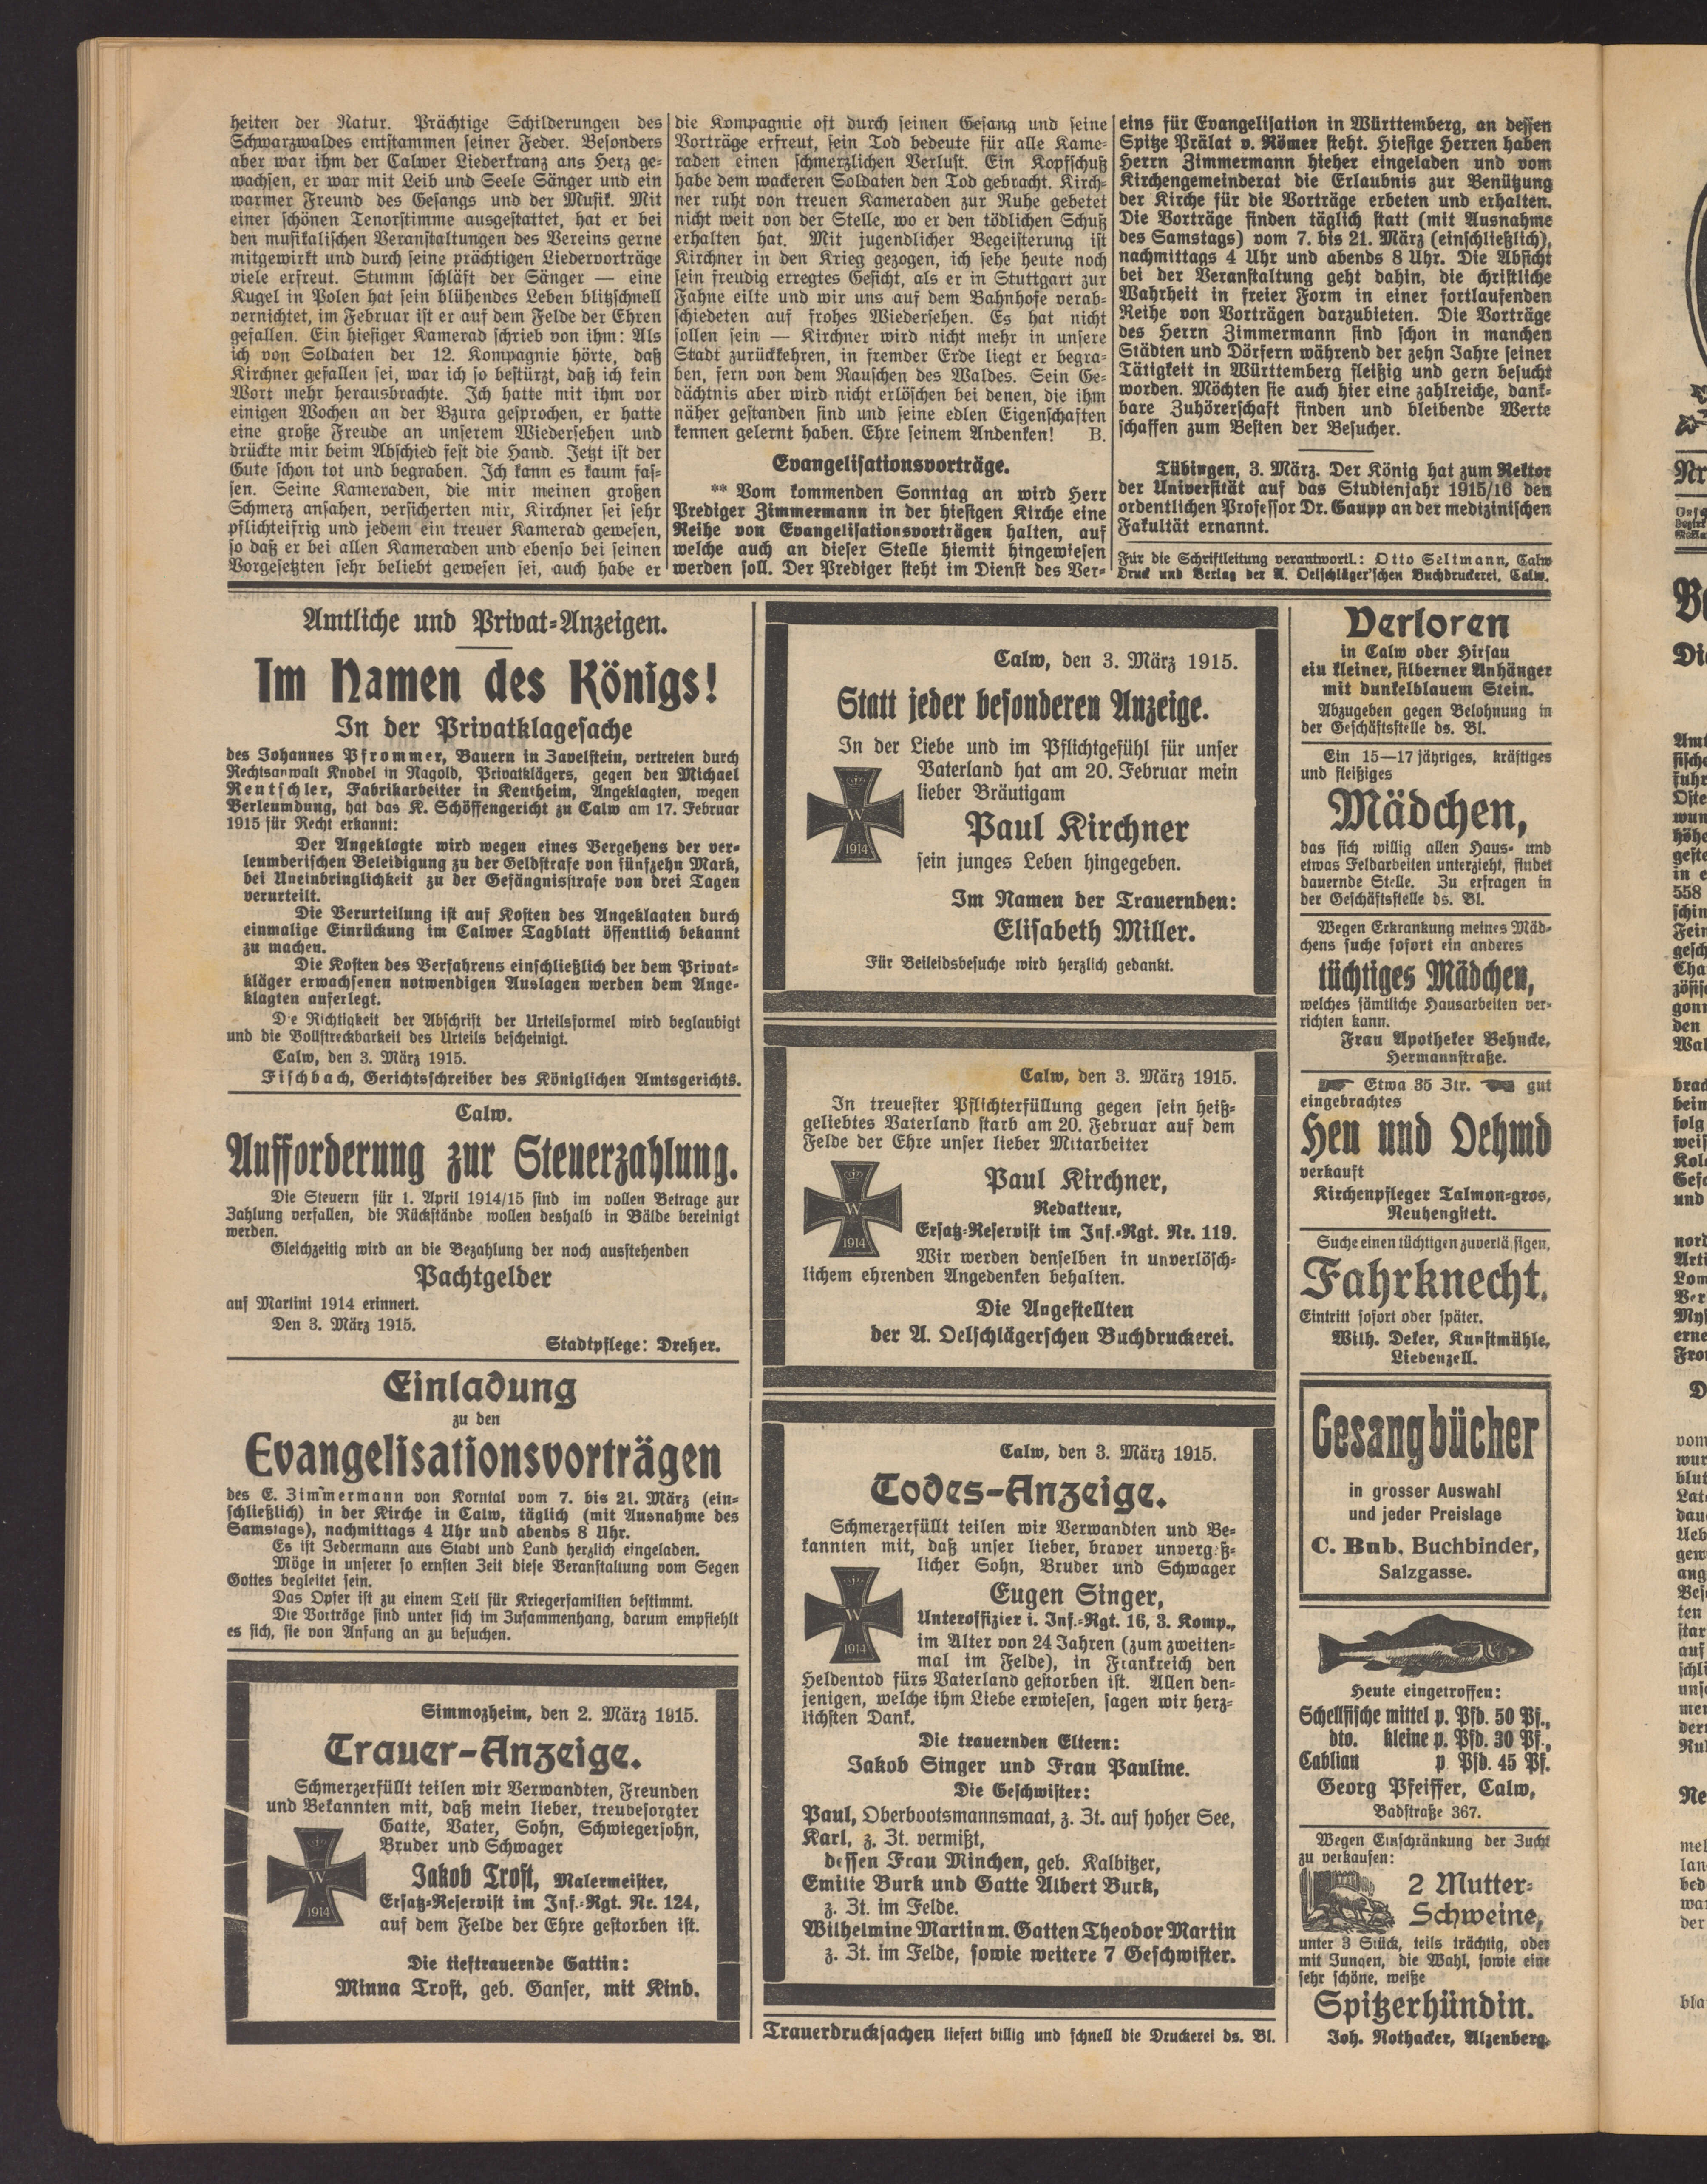 heiten der Natur. Prächtige Schilderungen des
Schwarzwaldes entstammen seiner Feder. Besonders
aber war ihm der Calwer Liederkranz ans Herz ge-
wachsen, er war mit Leib und Seele Sänger und ein
warmer Freund des Gesangs und der Musik. Mit
einer schönen Tenorstimme ausgestattet, hat er bei
den musikalischen Veranstaltungen des Vereins gerne
mitgewirkt und durch seine prächtigen Liedervorträge
viele erfreut. Stumm schläft der Sänger — eine
Kugel in Polen hat sein blühendes Leben blitzschnell
vernichtet, im Februar ist er auf dem Felde der Ehren
gefallen. Ein hiesiger Kamerad schrieb von ihm: Als
ich von Soldaten der 12. Kompagnie hörte, daß
Kirchner gefallen sei, war ich so bestürzt, daß ich kein
Wort mehr herausbrachte. Ich hatte mit ihm vor
einigen Wochen an der Bzura gesprochen, er hatte
eine große Freude an unserem Wiedersehen und
drückte mir beim Abschied fest die Hand. Jetzt ist der
Gute schon tot und begraben. Ich kann es kaum fas-
sen. Seine Kameraden, die mir meinen großen
Schmerz ansahen, versicherten mir, Kirchner sei sehr
pflichteifrig und jedem ein treuer Kamerad gewesen,
so daß er bei allen Kameraden und ebenso bei seinen
Vorgesetzten sehr beliebt gewesen sei, auch habe er
die Kompagnie oft durch seinen Gesang und seine
Vorträge erfreut, sein Tod bedeute für alle Kame-
raden einen schmerzlichen Verlust. Ein Kopfschuß
habe dem wackeren Soldaten den Tod gebracht. Kirch-
ner ruht von treuen Kameraden zur Ruhe gebetet
nicht weit von der Stelle, wo er den tödlichen Schuß
erhalten hat. Mit jugendlicher Begeisterung ist
Kirchner in den Krieg gezogen, ich sehe heute noch
sein freudig erregtes Gesicht, als er in Stuttgart zur
Fahne eilte und wir uns auf dem Bahnhofe verab-
schiedeten auf frohes Wiedersehen. Es hat nicht
sollen sein — Kirchner wird nicht mehr in unsere
Stadt zurückkehren, in fremder Erde liegt er begra-
ben, fern von dem Rauschen des Waldes. Sein Ge-
dächtnis aber wird nicht erlöschen bei denen, die ihm
näher gestanden sind und seine edlen Eigenschaften
kennen gelernt haben. Ehre seinem Andenken! B.
Evangelisationsvorträge.
** Vom kommenden Sonntag an wird Herr
Prediger Zimmermann in der hiesigen Kirche eine
Reihe von Evangelisationsvorträgen halten, auf
welche auch an dieser Stelle hiemit hingewiesen
werden soll. Der Prediger steht im Dienst des Ver-
eins für Evangelisation in Württemberg, an dessen
Spitze Prälat v. Römer steht. Hiesige Herren haben
Herrn Zimmermann hieher eingeladen und vom
Kirchengemeinderat die Erlaubnis zur Benützung
der Kirche für die Vorträge erbeten und erhalten.
Die Vorträge finden täglich statt (mit Ausnahme
des Samstags) vom 7. bis 21. März (einschließlich),
nachmittags 4 Uhr und abends 8 Uhr. Die Absicht
bei der Veranstaltung geht dahin, die christliche
Wahrheit in freier Form in einer fortlaufenden
Reihe von Vorträgen darzubieten. Die Vorträge
des Herrn Zimmermann sind schon in manchen
Städten und Dörfern während der zehn Jahre seiner
Tätigkeit in Württemberg fleißig und gern besucht
worden. Möchten sie auch hier eine zahlreiche, dank-
bare Zuhörerschaft finden und bleibende Werte
schaffen zum Besten der Besucher.
Tübingen, 3. März. Der König hat zum Rektor
der Universität auf das Studienjahr 1915/16 den
ordentlichen Professor Dr. Gaupp an der medizinischen
Fakultät ernannt.
Für die Schriftleitung verantwortl.: Otto Seltmann, Calw
Druck und Verlag der A. Oelschläger'schen Buchdruckerei, Calw.
Amtliche und Privat-Anzeigen.
Im Namen des Königs!
In der Privatklagesache
des Johannes Pfrommer, Bauern in Zavelstein, vertreten durch
Rechtsanwalt Knodel in Nagold, Privatklägers, gegen den Michael
Rentschler, Fabrikarbeiter in Kentheim, Angeklagten, wegen
Verleumdung, hat das K. Schöffengericht zu Calw am 17. Februar
1915 für Recht erkannt:
Der Angeklagte wird wegen eines Vergehens der ver-
leumderischen Beleidigung zu der Geldstrafe von fünfzehn Mark,
bei Uneinbringlichkeit zu der Gefängnisstrafe von drei Tagen
verurteilt.
Die Verurteilung ist auf Kosten des Angeklagten durch
einmalige Einrückung im Calwer Tagblatt öffentlich bekannt
zu machen.
Die Kosten des Verfahrens einschließlich der dem Privat-
kläger erwachsenen notwendigen Auslagen werden dem Ange-
klagten auferlegt.
Die Richtigkeit der Abschrift der Urteilsformel wird beglaubigt
und die Vollstreckbarkeit des Urteils bescheinigt.
Calw, den 3. März 1915.
Fischbach, Gerichtsschreiber des Königlichen Amtsgerichts.
Calw.
Aufforderung zur Steuerzahlung.
Die Steuern für 1. April 1914/15 sind im vollen Betrage zur
Zahlung verfallen, die Rückstände wollen deshalb in Bälde bereinigt
werden.
Gleichzeitig wird an die Bezahlung der noch ausstehenden
Pachtgelder
auf Martini 1914 erinnert.
Den 3. März 1915.
Stadtpflege: Dreher.
Einladung
zu den
Evangelisationsvorträgen
des E. Zimmermann von Korntal vom 7. bis 21. März (ein-
schließlich) in der Kirche in Calw, täglich (mit Ausnahme des
Samstags), nachmittags 4 Uhr und abends 8 Uhr.
Es ist Jedermann aus Stadt und Land herzlich eingeladen.
Möge in unserer so ernsten Zeit diese Veranstaltung vom Segen
Gottes begleitet sein.
Das Opfer ist zu einem Teil für Kriegerfamilien bestimmt.
Die Vorträge sind unter sich im Zusammenhang, darum empfiehlt
es sich, sie von Anfang an zu besuchen.
Simmozheim, den 2. März 1915.
Trauer-Anzeige.
Schmerzerfüllt teilen wir Verwandten, Freunden
und Bekannten mit, daß mein lieber, treubesorgter
Gatte, Vater, Sohn, Schwiegersohn,
Bruder und Schwager
Jakob Trost, Malermeister,
Ersatz-Reservist im Inf.-Rgt. Nr. 124,
auf dem Felde der Ehre gestorben ist.
W
1914
Die tieftrauernde Gattin:
Minna Trost, geb. Ganser, mit Kind.
Calw, den 3. März 1915.
Statt jeder besonderen Anzeige.
In der Liebe und im Pflichtgefühl für unser
Vaterland hat am 20. Februar mein
lieber Bräutigam
Paul Kirchner
sein junges Leben hingegeben.
W
1914
Im Namen der Trauernden:
Elisabeth Miller.
Für Beileidsbesuche wird herzlich gedankt.
Calw, den 3. März 1915.
In treuester Pflichterfüllung gegen sein heiß-
geliebtes Vaterland starb am 20. Februar auf dem
Felde der Ehre unser lieber Mitarbeiter
Paul Kirchner,
Redakteur,
Ersatz-Reservist im Inf.-Rgt. Nr. 119.
W
1914
Wir werden denselben in unverlösch-
lichem ehrenden Angedenken behalten.
Die Angestellten
der A. Oelschlägerschen Buchdruckerei.
Calw, den 3. März 1915.
Todes-Anzeige.
Schmerzerfüllt teilen wir Verwandten und Be-
kannten mit, daß unser lieber, braver unvergeß-
licher Sohn, Bruder und Schwager
Eugen Singer,
Unteroffizier i. Inf.-Rgt. 16, 3. Komp.,
im Alter von 24 Jahren (zum zweiten-
mal im Felde), in Frankreich den
W
1914
Heldentod fürs Vaterland gestorben ist. Allen den-
jenigen, welche ihm Liebe erwiesen, sagen wir herz-
lichsten Dank.
Die trauernden Eltern:
Jakob Singer und Frau Pauline.
Die Geschwister:
Paul, Oberbootsmannsmaat, z. Zt. auf hoher See,
Karl, z. Zt. vermißt,
dessen Frau Minchen, geb. Kalbitzer,
Emilie Burk und Gatte Albert Burk,
z. Zt. im Felde.
Wilhelmine Martin m. Gatten Theodor Martin
z. Zt. im Felde, sowie weitere 7 Geschwister.
Trauerdrucksachen liefert billig und schnell die Druckerei ds. Bl.
Verloren
in Calw oder Hirsau
ein kleiner, silberner Anhänger
mit dunkelblauem Stein.
Abzugeben gegen Belohnung in
der Geschäftsstelle ds. Bl.
Ein 15—17 jähriges, kräftiges
und fleißiges
Mädchen,
das sich willig allen Haus- und
etwas Feldarbeiten unterzieht, findet
dauernde Stelle. Zu erfragen in
der Geschäftsstelle ds. Bl.
Wegen Erkrankung meines Mäd-
chens suche sofort ein anderes
tüchtiges Mädchen,
welches sämtliche Hausarbeiten ver-
richten kann.
Frau Apotheker Behncke,
Hermannstraße.
Etwa 35 Ztr. gut
eingebrachtes
Heu und Oehmd
verkauft
Kirchenpfleger Talmon-gros,
Neuhengstett.
Suche einen tüchtigen zuverlässigen,
Fahrknecht.
Eintritt sofort oder später.
Wilh. Deker, Kunstmühle,
Liebenzell.
Gesangbücher
in grosser Auswahl
und jeder Preislage
C. Bub, Buchbinder,
Salzgasse.
Heute eingetroffen:
Schellfische mittel p. Pfd. 50 Pf.,
dto. kleine p. Pfd. 30 Pf.,
Cabliau p Pfd. 45 Pf.
Georg Pfeiffer, Calw,
Badstraße 367.
Wegen Einschränkung der Zucht
zu verkaufen:
2 Mutter-
Schweine,
unter 3 Stück, teils trächtig, oder
mit Jungen, die Wahl, sowie eine
sehr schöne, weiße
Spitzerhündin.
Joh. Rothacker, Alzenberg.